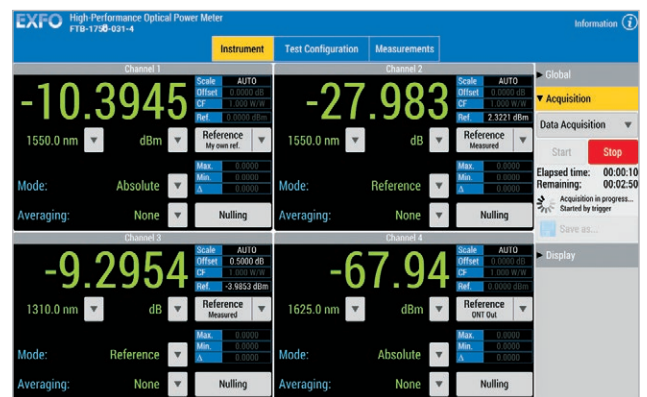 EXFO High-Performance Optical Power Meter
FTB-1750-031-4
Information
Instrument Test Configuration Measurements
Channel 1
-10.3945
Scale AUTO
Offset 0.0000 dB
CF 1.000 W/W
Ref. 0.0000 dBm
1550.0 nm dBm
Reference
My own ref.
Max. 0.0000
Min. 0.0000
Δ 0.0000
Mode: Absolute
Averaging: None
Nulling
Channel 2
-27.983
Scale AUTO
Offset 0.0000 dB
CF 1.000 W/W
Ref. 2.3221 dBm
1550.0 nm dB
Reference
Measured
Max. 0.0000
Min. 0.0000
Δ 0.0000
Mode: Reference
Averaging: None
Nulling
Channel 3
-9.2954
Scale AUTO
Offset 0.5000 dB
CF 1.000 W/W
Ref. -3.9853 dBm
1310.0 nm dB
Reference
Measured
Max. 0.0000
Min. 0.0000
Δ 0.0000
Mode: Reference
Averaging: None
Nulling
Channel 4
-67.94
Scale AUTO
Offset 0.0000 dB
CF 1.000 W/W
Ref. 0.0000 dBm
1625.0 nm dBm
Reference
ONT Out
Max. 0.0000
Min. 0.0000
Δ 0.0000
Mode: Absolute
Averaging: None
Nulling
Global
Acquisition
Data Acquisition
Start Stop
Elapsed time: 00:00:10
Remaining: 00:02:50
Acquisition in progress...
Started by trigger
Save as...
Display